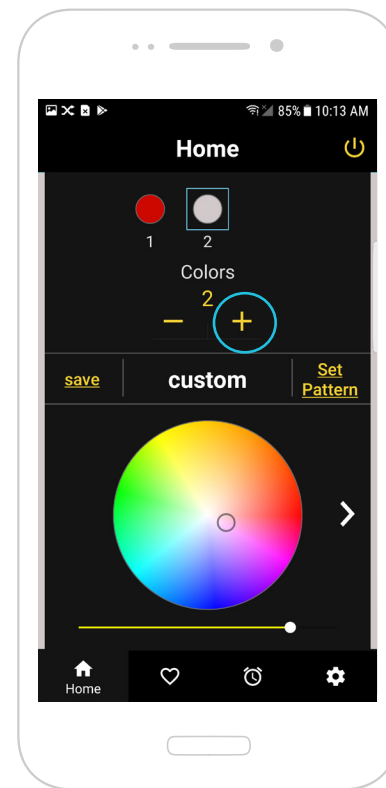 85% 10:13 AM
Home
1 2
Colors
2
save custom Set
Pattern
Home